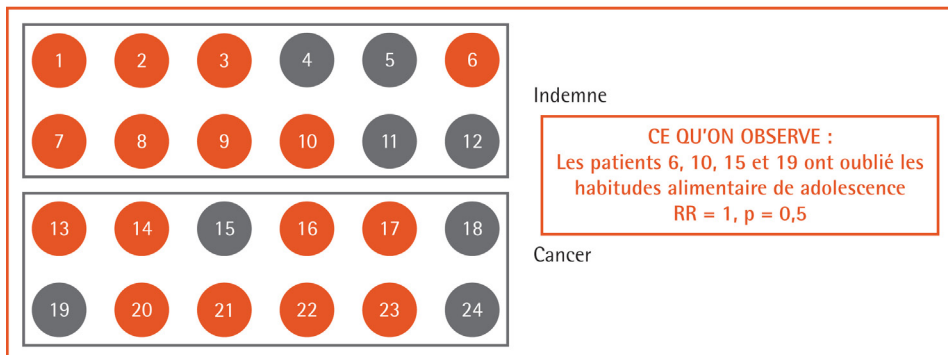 1 2 3 4 5 6
7 8 9 10 11 12
Indemne
CE QU'ON OBSERVE :
Les patients 6, 10, 15 et 19 ont oublié les
habitudes alimentaire de adolescence
RR = 1, p = 0,5
13 14 15 16 17 18
19 20 21 22 23 24
Cancer